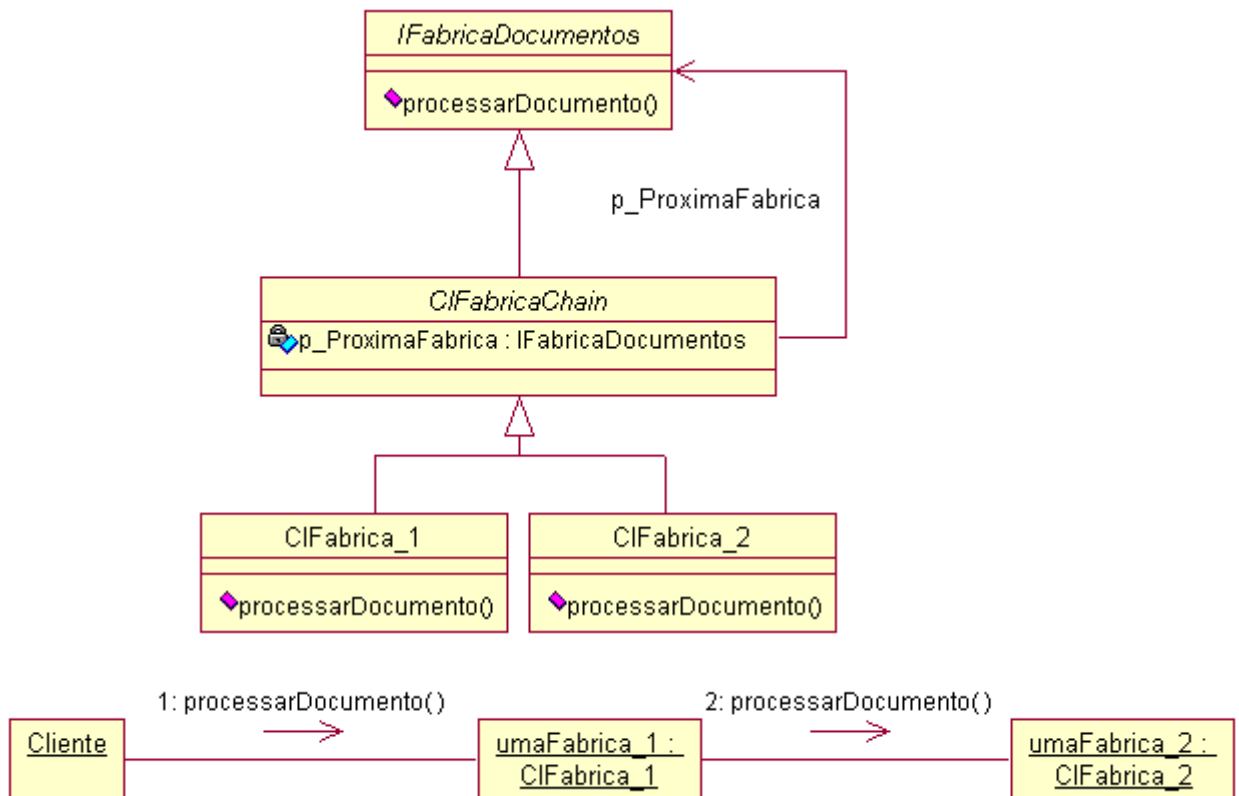 IFabricaDocumentos
processarDocumento()
p_ProximaFabrica
ClFabricaChain
p_ProximaFabrica : IFabricaDocumentos
ClFabrica_1
processarDocumento()
ClFabrica_2
processarDocumento()
1: processarDocumento()
2: processarDocumento()
Cliente
umaFabrica_1 :
ClFabrica_1
umaFabrica_2 :
ClFabrica_2